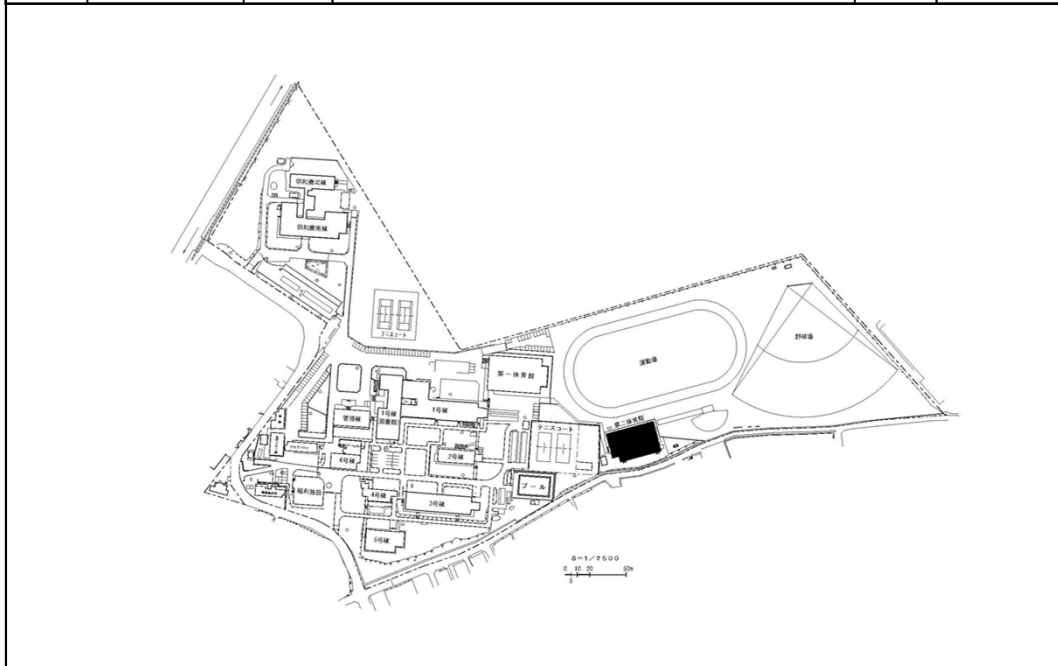 明和寮北棟
明和寮南棟
テニスコート
運動場
野球場
第一体育館
1号棟
図書館
1号棟
管理棟
第二体育館
テニスコート
2号棟
6号棟
プール
福利施設
4号棟
3号棟
5号棟
S=1/2500
0 10 20 50m
5